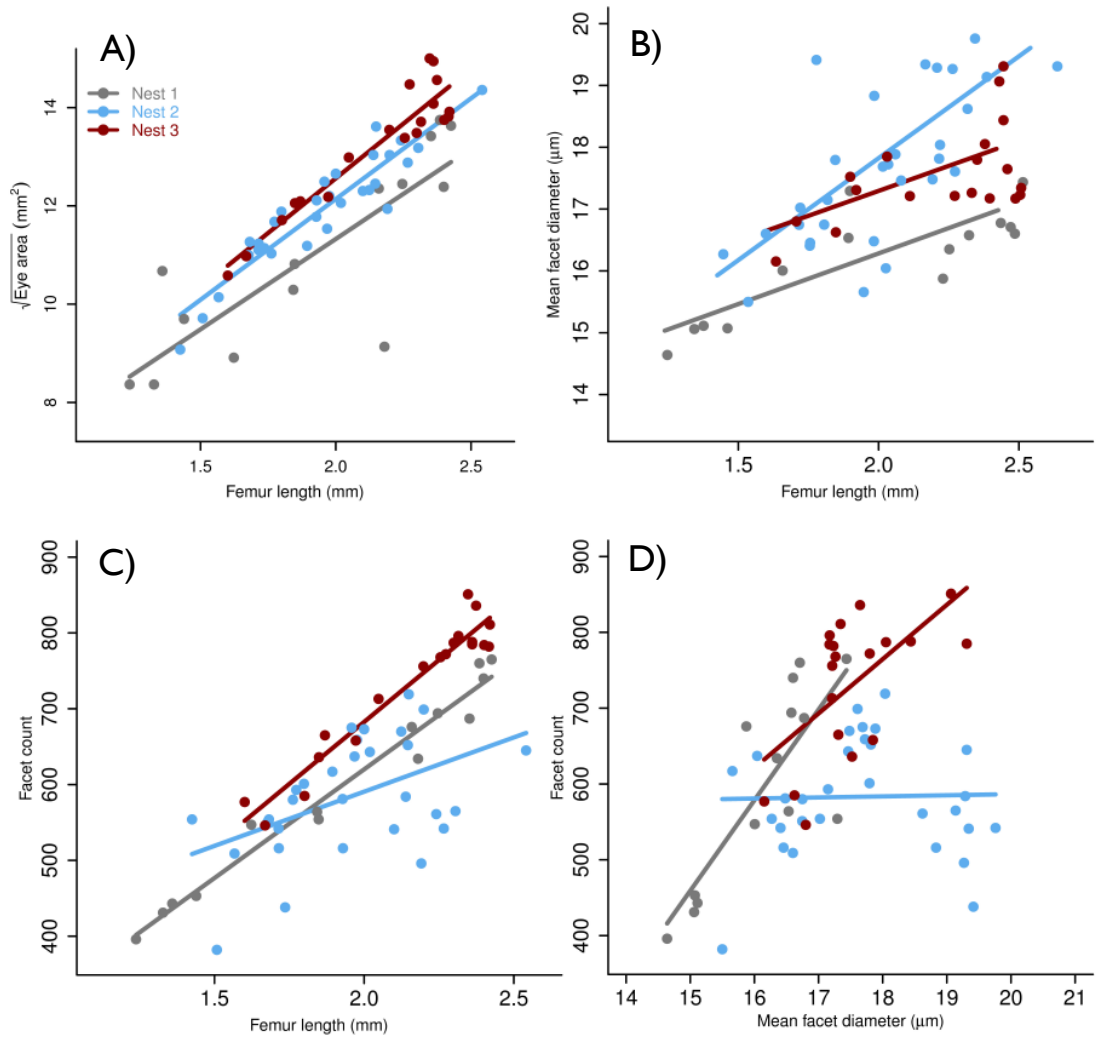 A)
Nest 1
Nest 2
Nest 3
√Eye area (mm²)
8
10
12
14
1.5
2.0
2.5
Femur length (mm)
B)
Mean facet diameter (µm)
14
15
16
17
18
19
20
1.5
2.0
2.5
Femur length (mm)
C)
Facet count
400
500
600
700
800
900
1.5
2.0
2.5
Femur length (mm)
D)
Facet count
400
500
600
700
800
900
14
15
16
17
18
19
20
21
Mean facet diameter (µm)